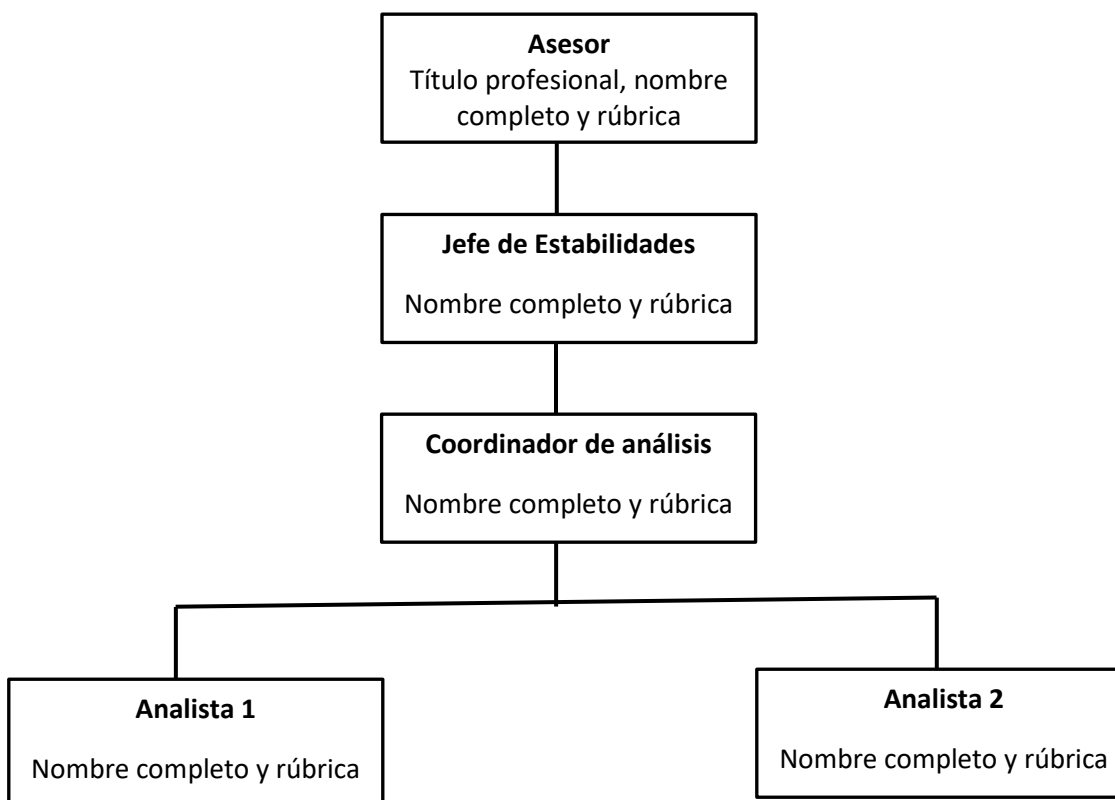 Asesor
Título profesional, nombre
completo y rúbrica
Jefe de Estabilidades
Nombre completo y rúbrica
Coordinador de análisis
Nombre completo y rúbrica
Analista 1
Nombre completo y rúbrica
Analista 2
Nombre completo y rúbrica